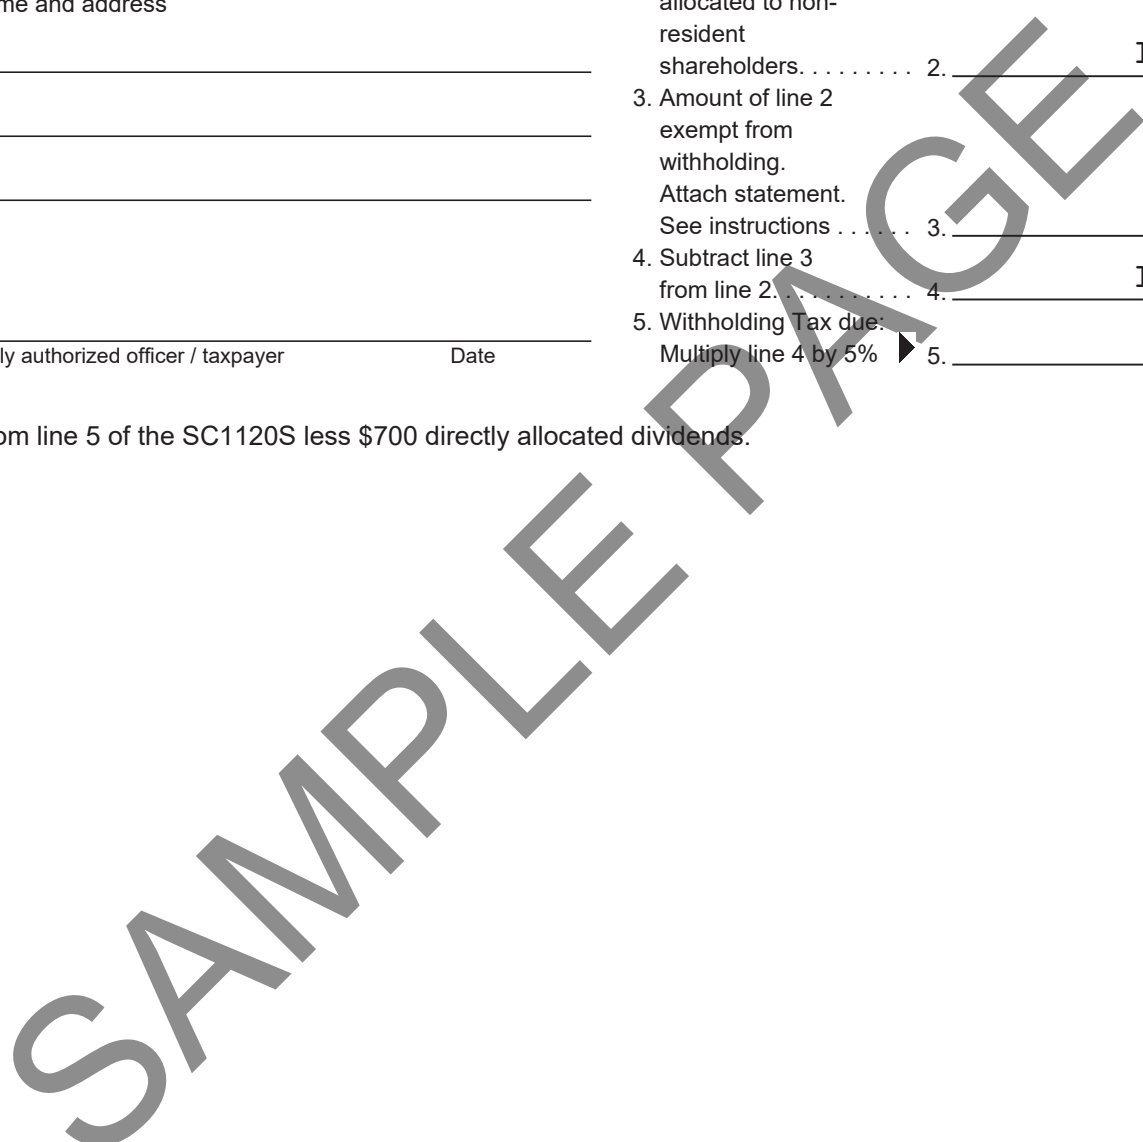 me and address
ly authorized officer / taxpayer Date
allocated to non-
resident
shareholders. . . . . . . . . 2.
3. Amount of line 2
exempt from
withholding.
Attach statement.
See instructions . . . . . . 3.
4. Subtract line 3
from line 2. . . . . . . . . . . 4.
5. Withholding Tax due:
Multiply line 4 by 5% 5.
om line 5 of the SC1120S less $700 directly allocated dividends.
SAMPLE PAGE